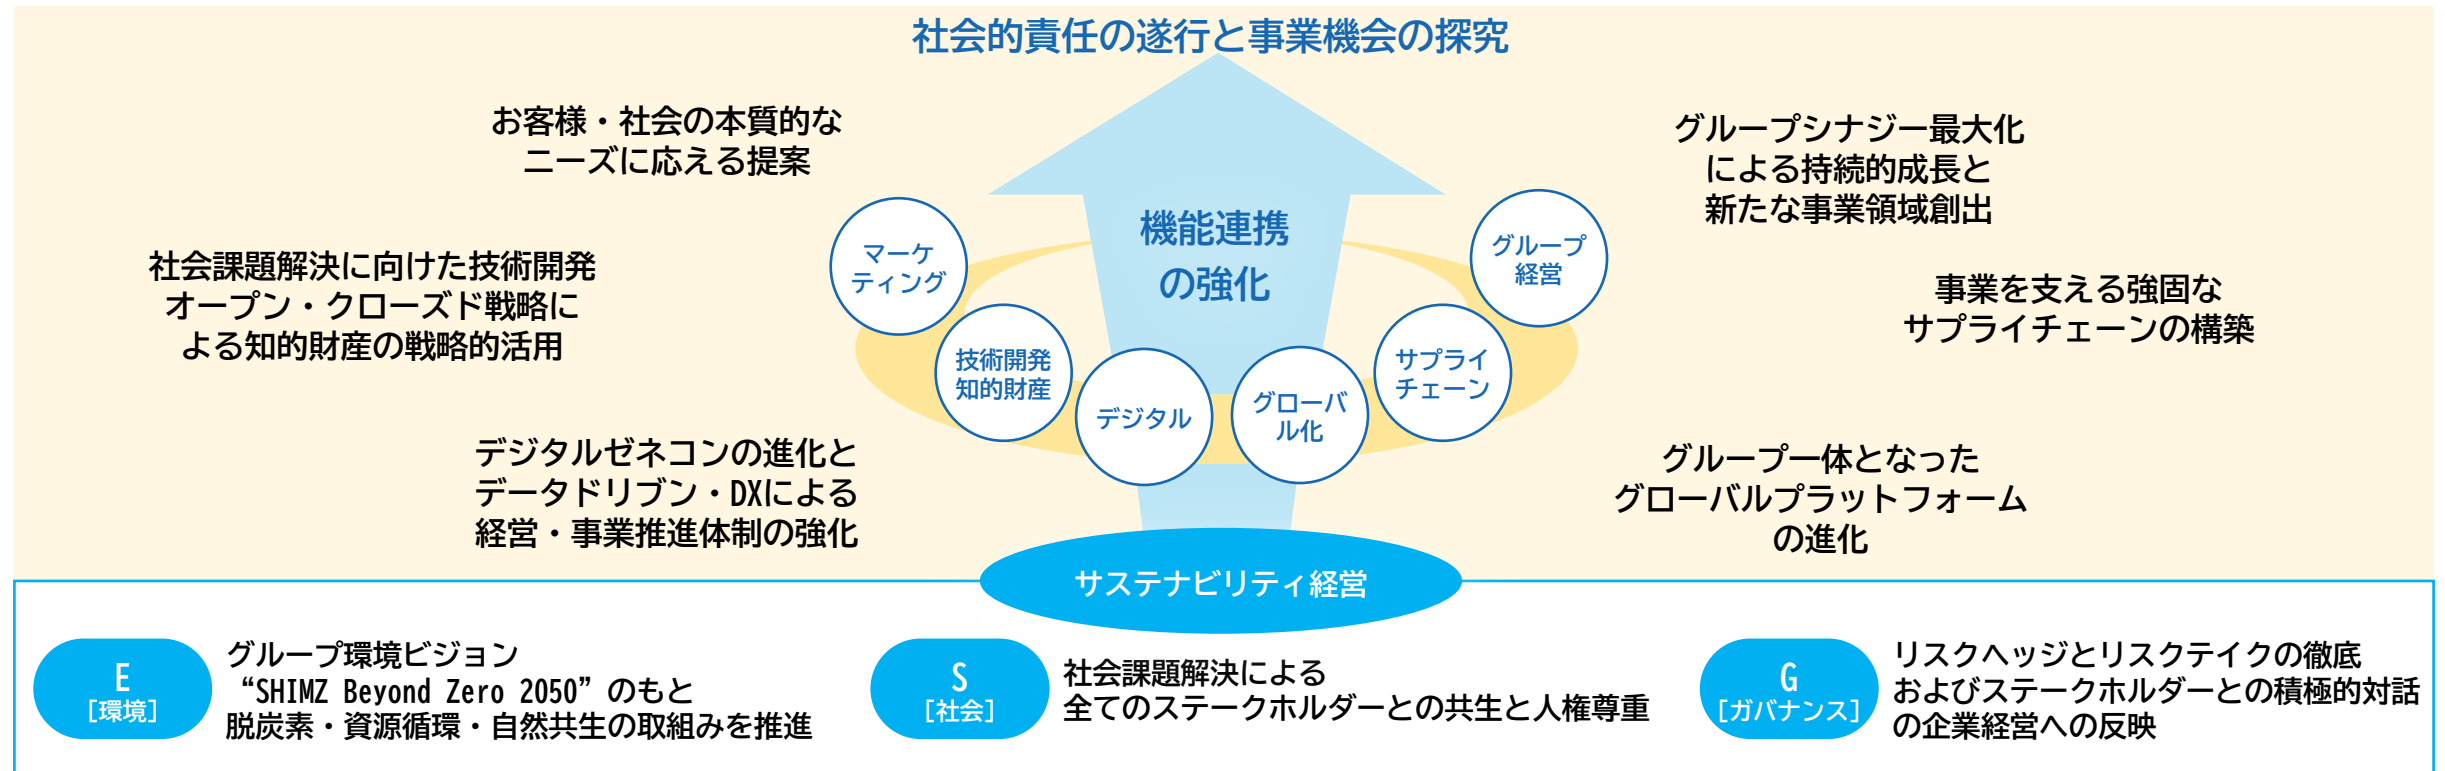 社会的責任の遂行と事業機会の探究
お客様・社会の本質的な
ニーズに応える提案
グループシナジー最大化
による持続的成長と
新たな事業領域創出
機能連携
の強化
マーケ
ティング
グループ
経営
社会課題解決に向けた技術開発
オープン・クローズド戦略に
よる知的財産の戦略的活用
事業を支える強固な
サプライチェーンの構築
技術開発
知的財産
サプライ
チェーン
デジタル
グローバ
ル化
デジタルゼネコンの進化と
データドリブン・DXによる
経営・事業推進体制の強化
グループ一体となった
グローバルプラットフォーム
の進化
サステナビリティ経営
E
[環境]
グループ環境ビジョン
“SHIMZ Beyond Zero 2050”のもと
脱炭素・資源循環・自然共生の取組みを推進
S
[社会]
社会課題解決による
全てのステークホルダーとの共生と人権尊重
G
[ガバナンス]
リスクヘッジとリスクテイクの徹底
およびステークホルダーとの積極的対話
の企業経営への反映